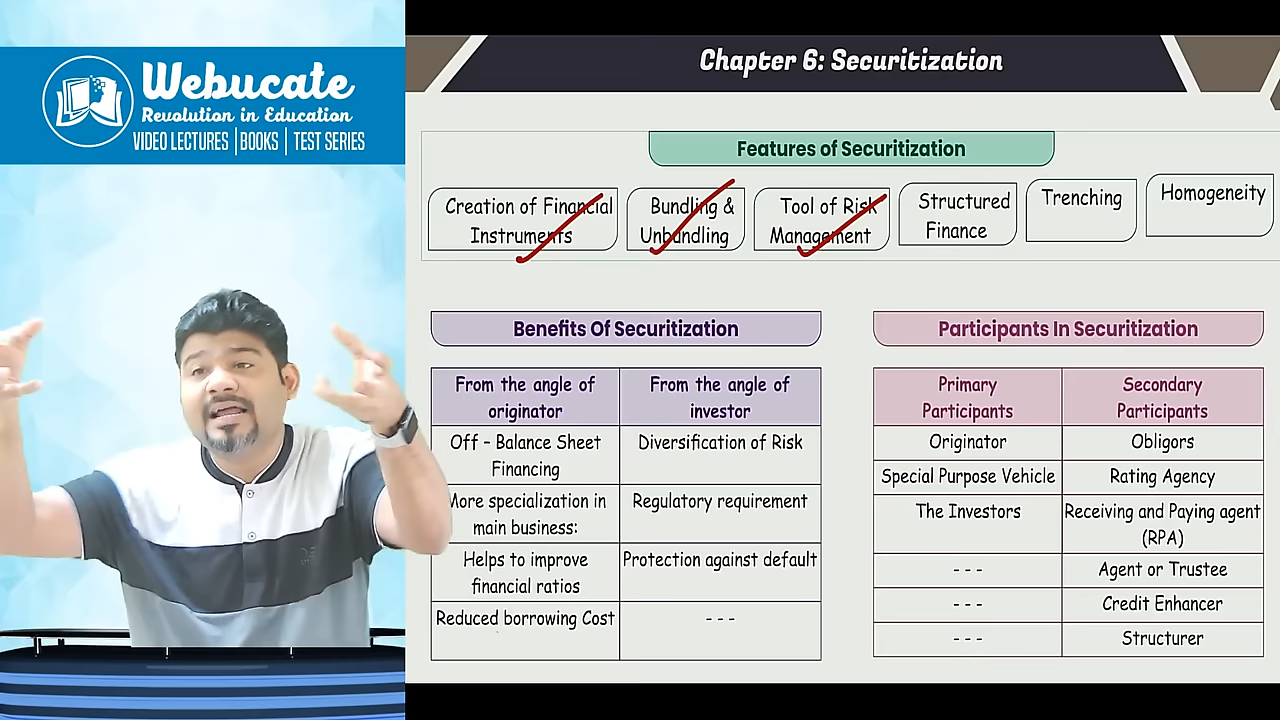 Webucate
Revolution in Education
VIDEO LECTURES | BOOKS | TEST SERIES
Chapter 6: Securitization
Features of Securitization
Creation of Financial
Instruments
Bundling &
Unbundling
Tool of Risk
Management
Structured
Finance
Trenching
Homogeneity
Benefits Of Securitization
From the angle of
originator
From the angle of
investor
Off – Balance Sheet
Financing
Diversification of Risk
More specialization in
main business:
Regulatory requirement
Helps to improve
financial ratios
Protection against default
Reduced borrowing Cost
---
Participants In Securitization
Primary
Participants
Secondary
Participants
Originator
Obligors
Special Purpose Vehicle
Rating Agency
The Investors
Receiving and Paying agent
(RPA)
---
Agent or Trustee
---
Credit Enhancer
---
Structurer